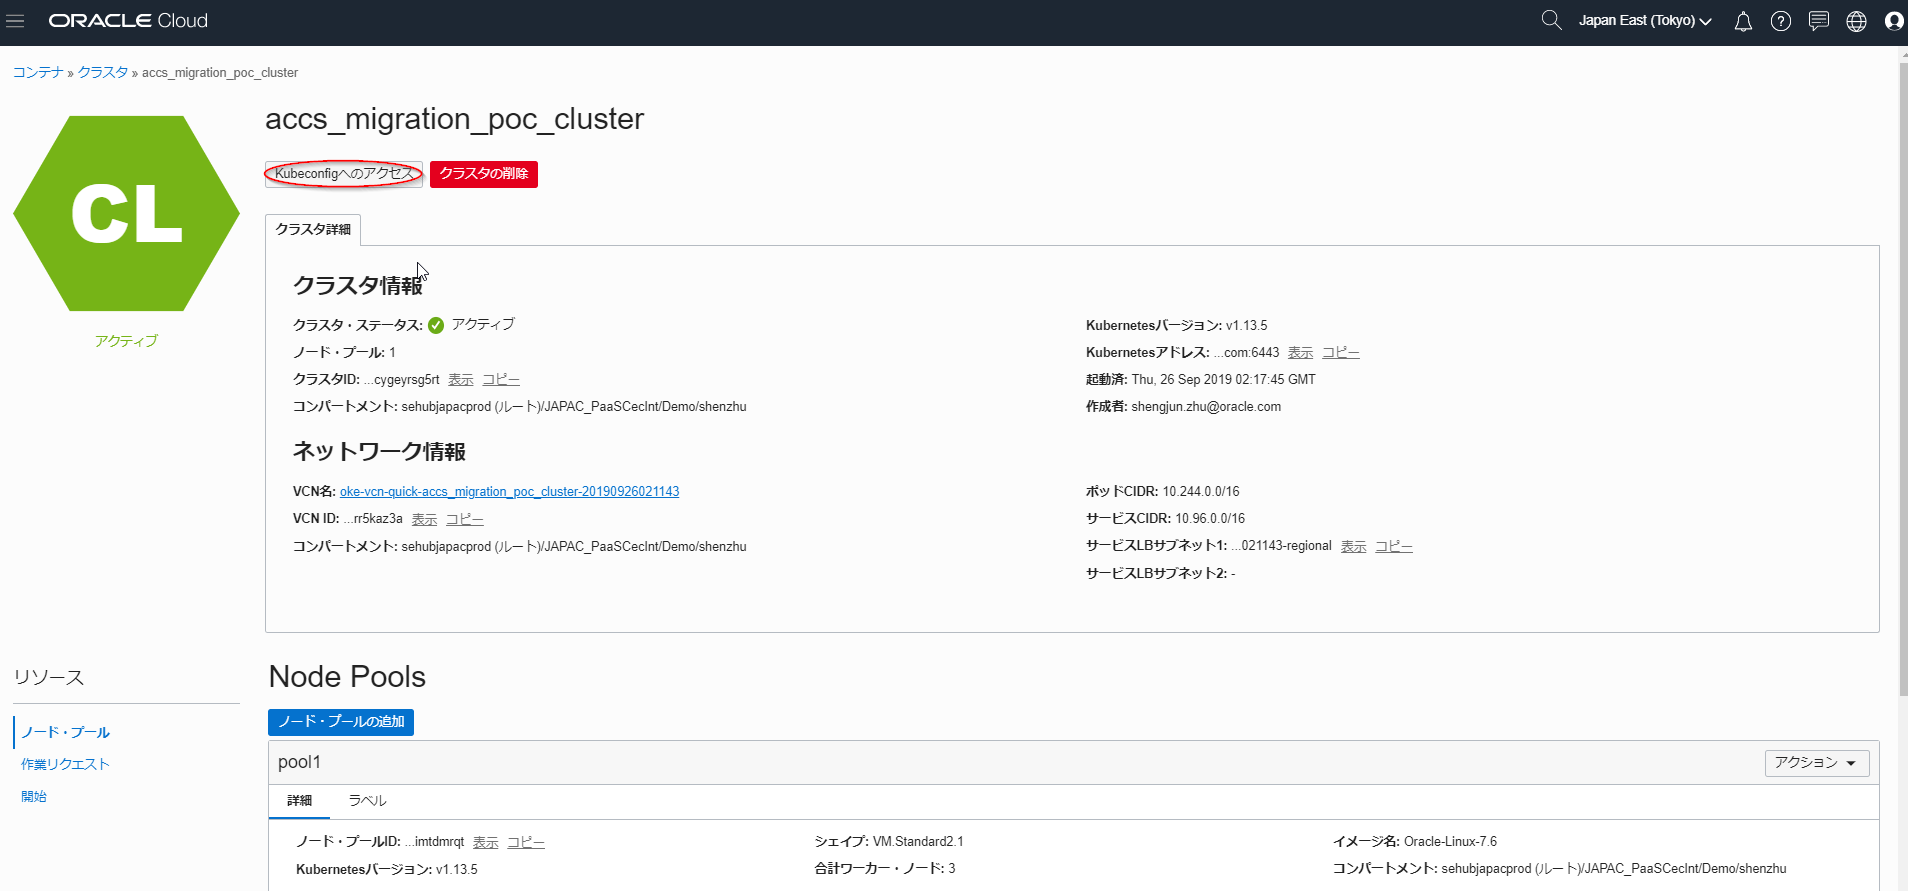 ORACLE Cloud
Japan East (Tokyo)
コンテナ » クラスタ » accs_migration_poc_cluster
CL
アクティブ
accs_migration_poc_cluster
Kubeconfigへのアクセス
クラスタの削除
クラスタ詳細
クラスタ情報
クラスタ・ステータス: アクティブ
ノード・プール: 1
クラスタID: ...cygeyrsg5rt 表示 コピー
コンパートメント: sehubjapacprod (ルート)/JAPAC_PaaSCecInt/Demo/shenzhu
Kubernetesバージョン: v1.13.5
Kubernetesアドレス: ...com:6443 表示 コピー
起動済: Thu, 26 Sep 2019 02:17:45 GMT
作成者: shengjun.zhu@oracle.com
ネットワーク情報
VCN名: oke-vcn-quick-accs_migration_poc_cluster-20190926021143
VCN ID: ...rr5kaz3a 表示 コピー
コンパートメント: sehubjapacprod (ルート)/JAPAC_PaaSCecInt/Demo/shenzhu
ポッドCIDR: 10.244.0.0/16
サービスCIDR: 10.96.0.0/16
サービスLBサブネット1: ...021143-regional 表示 コピー
サービスLBサブネット2: -
リソース
ノード・プール
作業リクエスト
開始
Node Pools
ノード・プールの追加
pool1
アクション
詳細
ラベル
ノード・プールID: ...imtdmrqt 表示 コピー
Kubernetesバージョン: v1.13.5
シェイプ: VM.Standard2.1
合計ワーカー・ノード: 3
イメージ名: Oracle-Linux-7.6
コンパートメント: sehubjapacprod (ルート)/JAPAC_PaaSCecInt/Demo/shenzhu